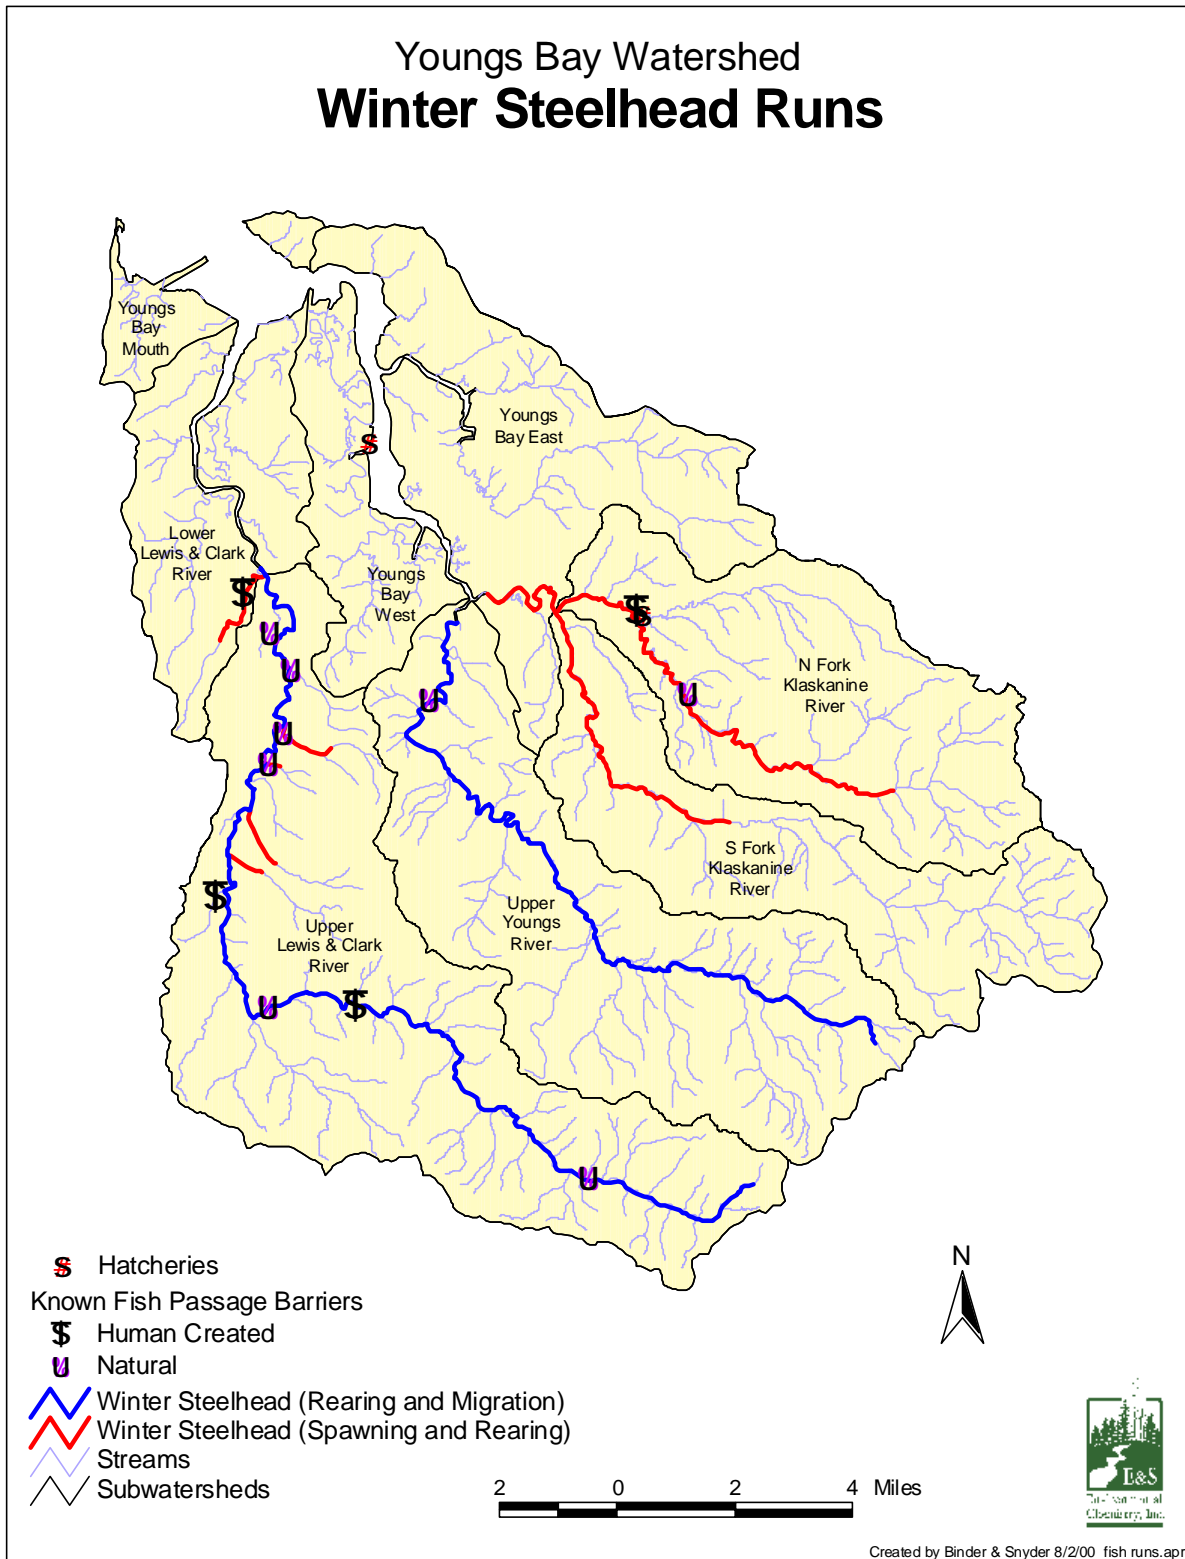 Youngs Bay Watershed
Winter Steelhead Runs
Youngs
Bay
Mouth
Youngs
Bay East
Lower
Lewis & Clark
River
Youngs
Bay
West
N Fork
Klaskanine
River
S Fork
Klaskanine
River
Upper
Youngs
River
Upper
Lewis & Clark
River
Hatcheries
Known Fish Passage Barriers
Human Created
Natural
Winter Steelhead (Rearing and Migration)
Winter Steelhead (Spawning and Rearing)
Streams
Subwatersheds
2 0 2 4 Miles
N
E&S
Environmental
Chemistry, Inc.
Created by Binder & Snyder 8/2/00 fish runs.apr